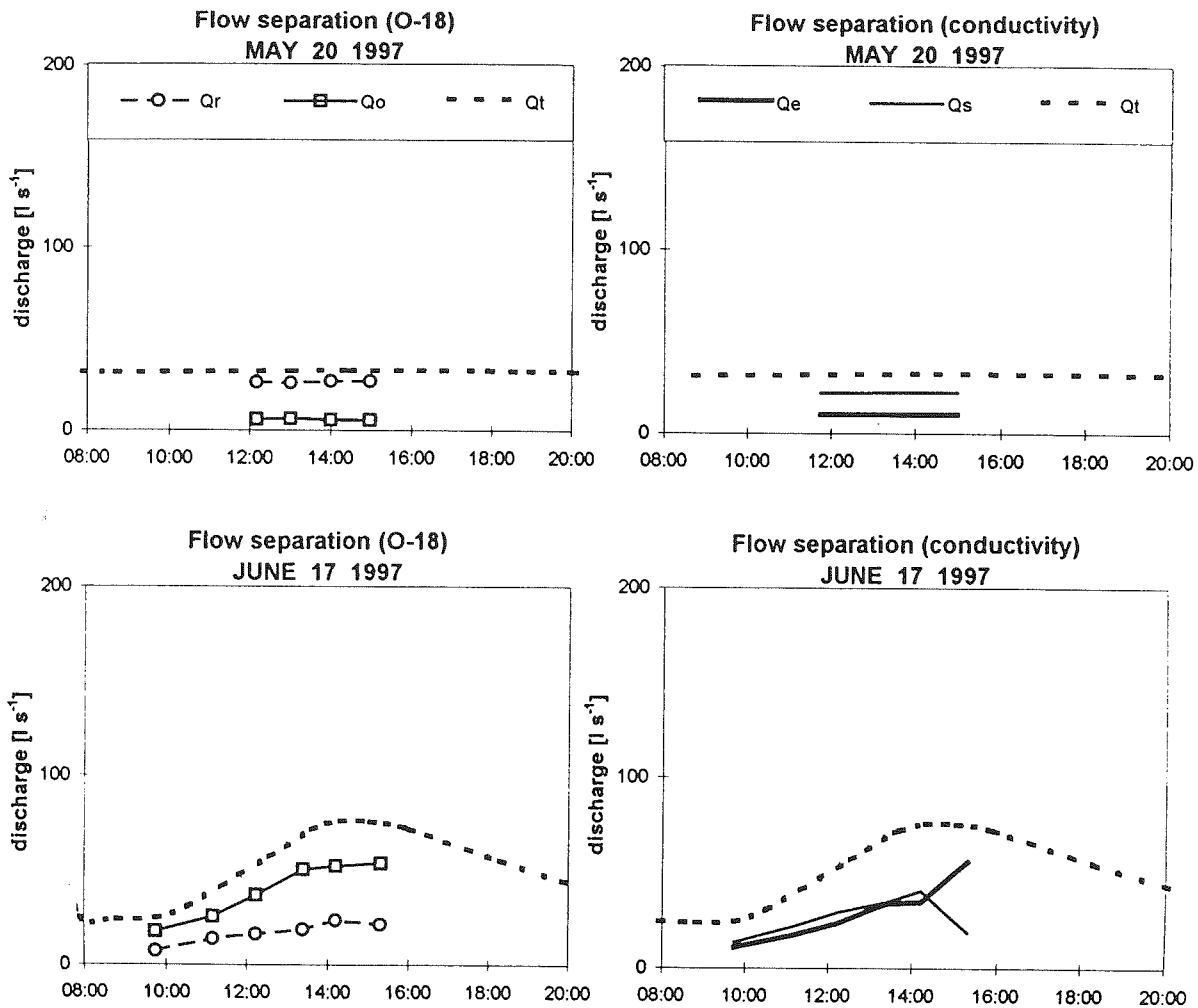 Flow separation (O-18)
MAY 20 1997
200
100
0
discharge [l s⁻¹]
Qr
Qo
Qt
08:00 10:00 12:00 14:00 16:00 18:00 20:00
Flow separation (conductivity)
MAY 20 1997
200
100
0
discharge [l s⁻¹]
Qe
Qs
Qt
08:00 10:00 12:00 14:00 16:00 18:00 20:00
Flow separation (O-18)
JUNE 17 1997
200
100
0
discharge [l s⁻¹]
08:00 10:00 12:00 14:00 16:00 18:00 20:00
Flow separation (conductivity)
JUNE 17 1997
200
100
0
discharge [l s⁻¹]
08:00 10:00 12:00 14:00 16:00 18:00 20:00